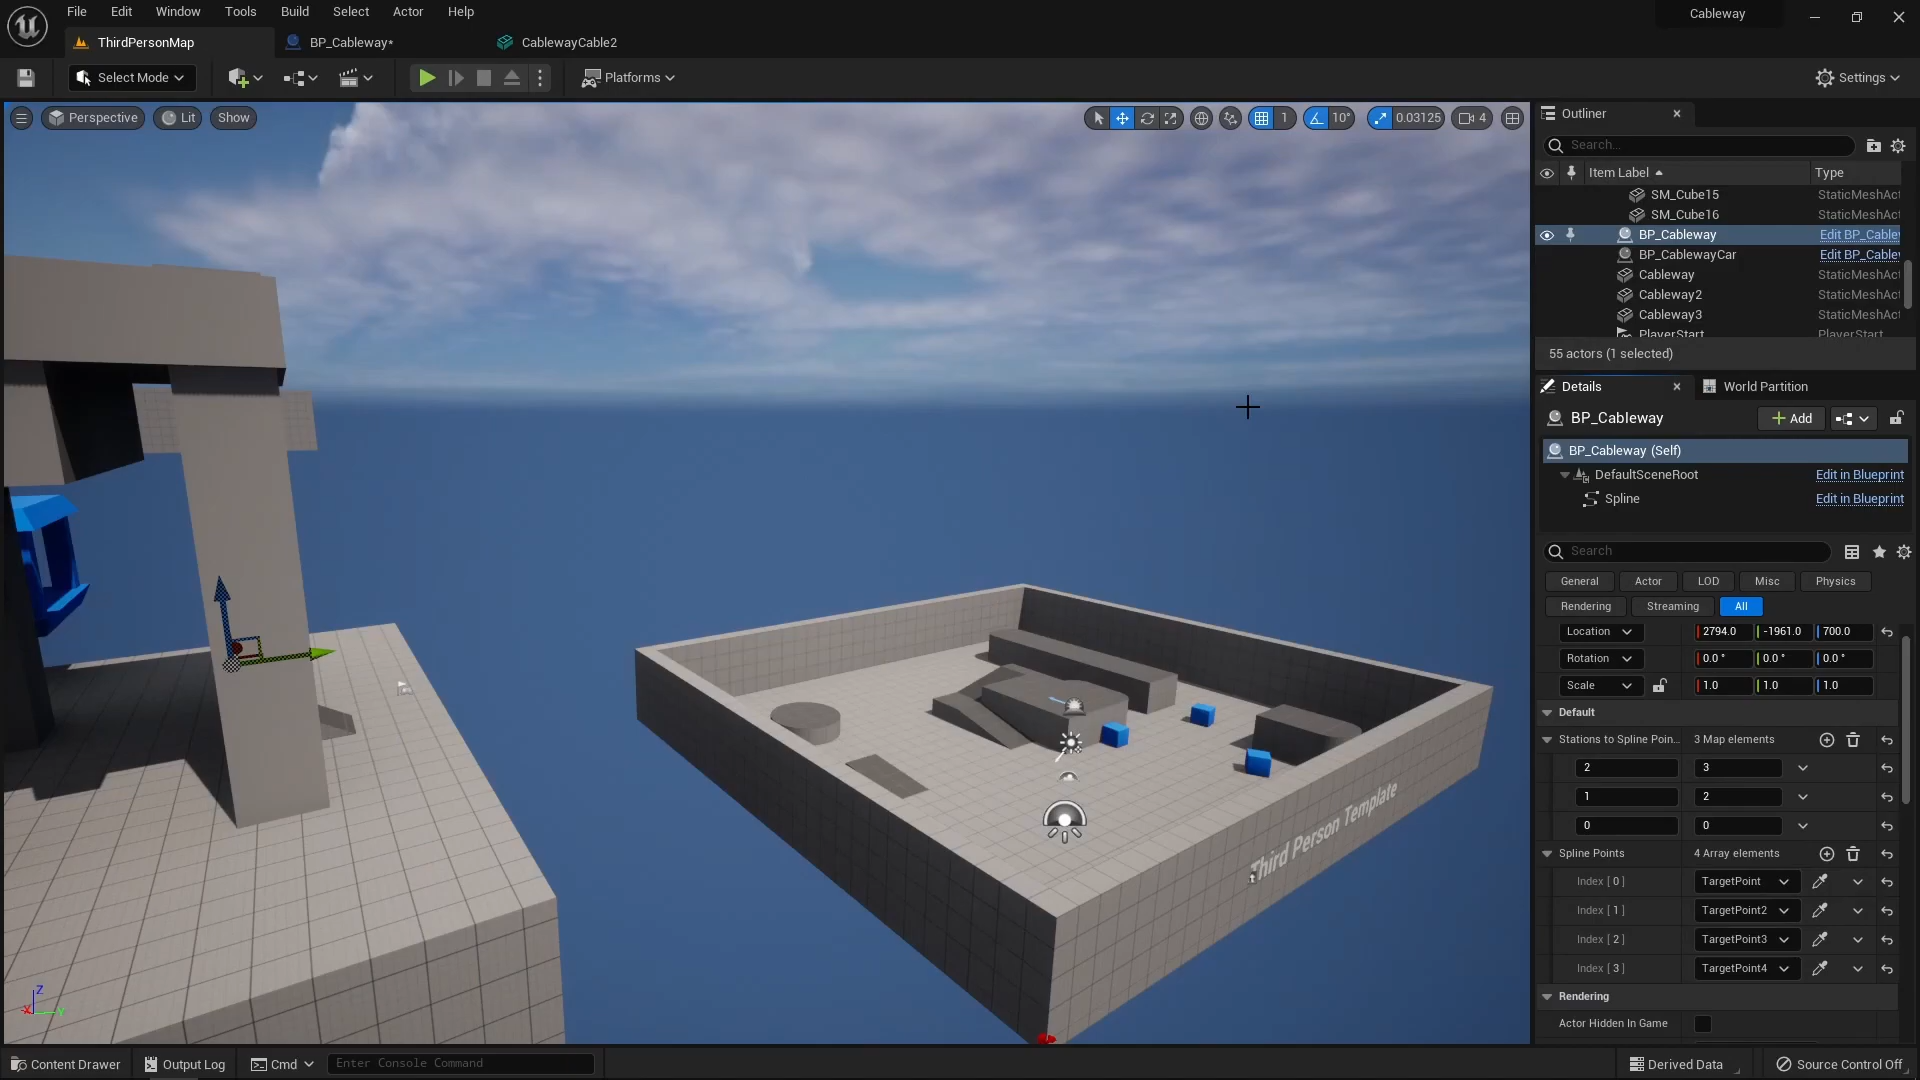 File Edit Window Tools Build Select Actor Help
Cableway
ThirdPersonMap
BP_Cableway*
CablewayCable2
Select Mode
Platforms
Settings
Perspective
Lit
Show
1
10°
0.03125
4
Outliner
Search...
Item Label
Type
SM_Cube15 StaticMeshAct
SM_Cube16 StaticMeshAct
BP_Cableway Edit BP_Cable
BP_CablewayCar Edit BP_Cable
Cableway StaticMeshAct
Cableway2 StaticMeshAct
Cableway3 StaticMeshAct
PlayerStart PlayerStart
55 actors (1 selected)
Details
World Partition
BP_Cableway
Add
BP_Cableway (Self)
DefaultSceneRoot Edit in Blueprint
Spline Edit in Blueprint
Search
General Actor LOD Misc Physics
Rendering Streaming All
Location 2794.0 -1961.0 700.0
Rotation 0.0 ° 0.0 ° 0.0 °
Scale 1.0 1.0 1.0
Default
Stations to Spline Poin... 3 Map elements
2 3
1 2
0 0
Spline Points 4 Array elements
Index [ 0 ] TargetPoint
Index [ 1 ] TargetPoint2
Index [ 2 ] TargetPoint3
Index [ 3 ] TargetPoint4
Rendering
Actor Hidden In Game
Third Person Template
Z
X
Y
Content Drawer
Output Log
Cmd
Enter Console Command
Derived Data
Source Control Off